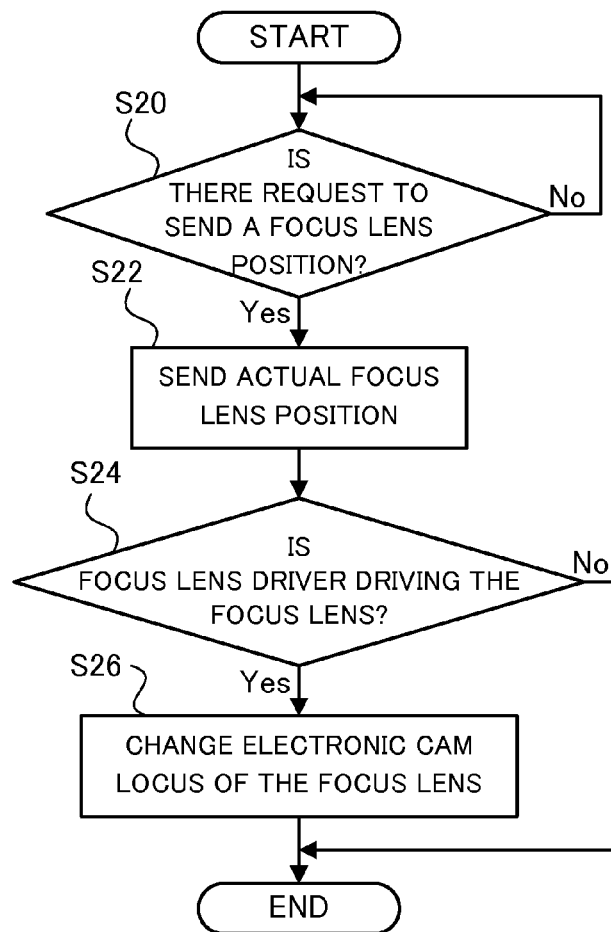 START
S20
IS
THERE REQUEST TO
SEND A FOCUS LENS
POSITION?
No
S22
Yes
SEND ACTUAL FOCUS
LENS POSITION
S24
IS
FOCUS LENS DRIVER DRIVING THE
FOCUS LENS?
No
S26
Yes
CHANGE ELECTRONIC CAM
LOCUS OF THE FOCUS LENS
END